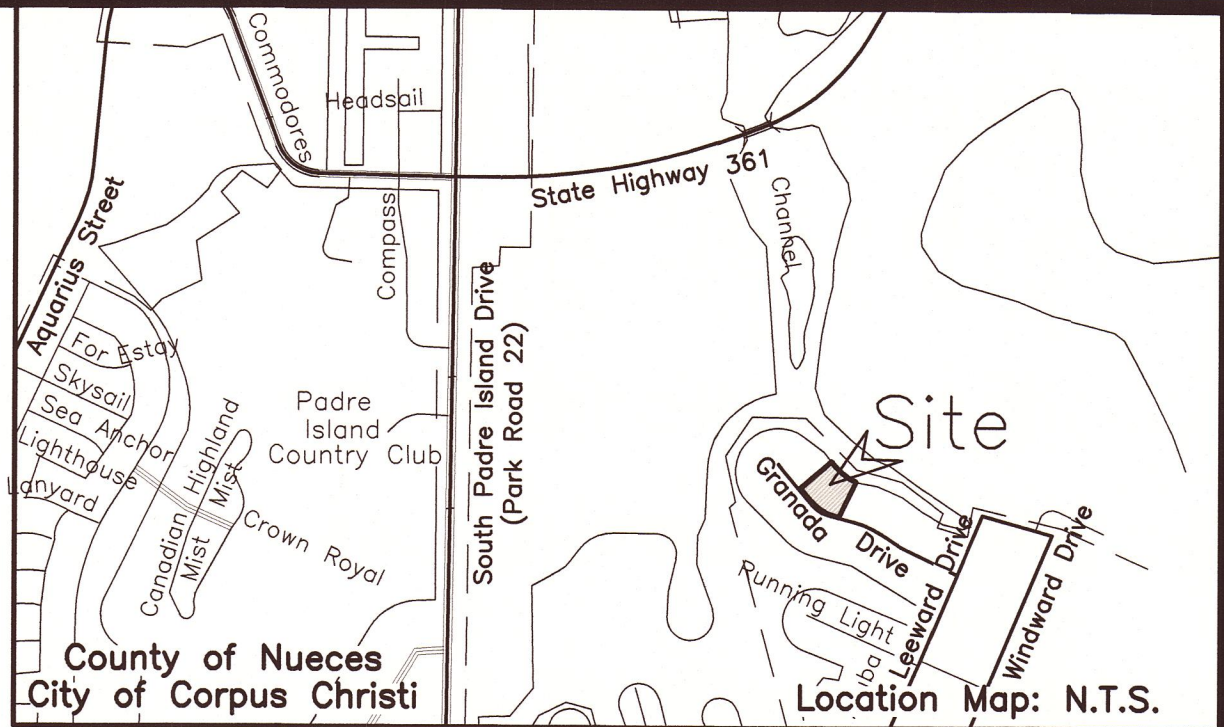 Commodores
Headsail
State Highway 361
Channel
Compass
Aquarius Street
For Estay
Skysail
Sea Anchor
Lighthouse
Lanyard
Highland
Mist
Canadian
Mist
Crown Royal
Padre
Island
Country Club
South Padre Island Drive
(Park Road 22)
Site
Granada
Drive
Leeward Drive
Windward Drive
Running Light
County of Nueces
City of Corpus Christi
Location Map: N.T.S.